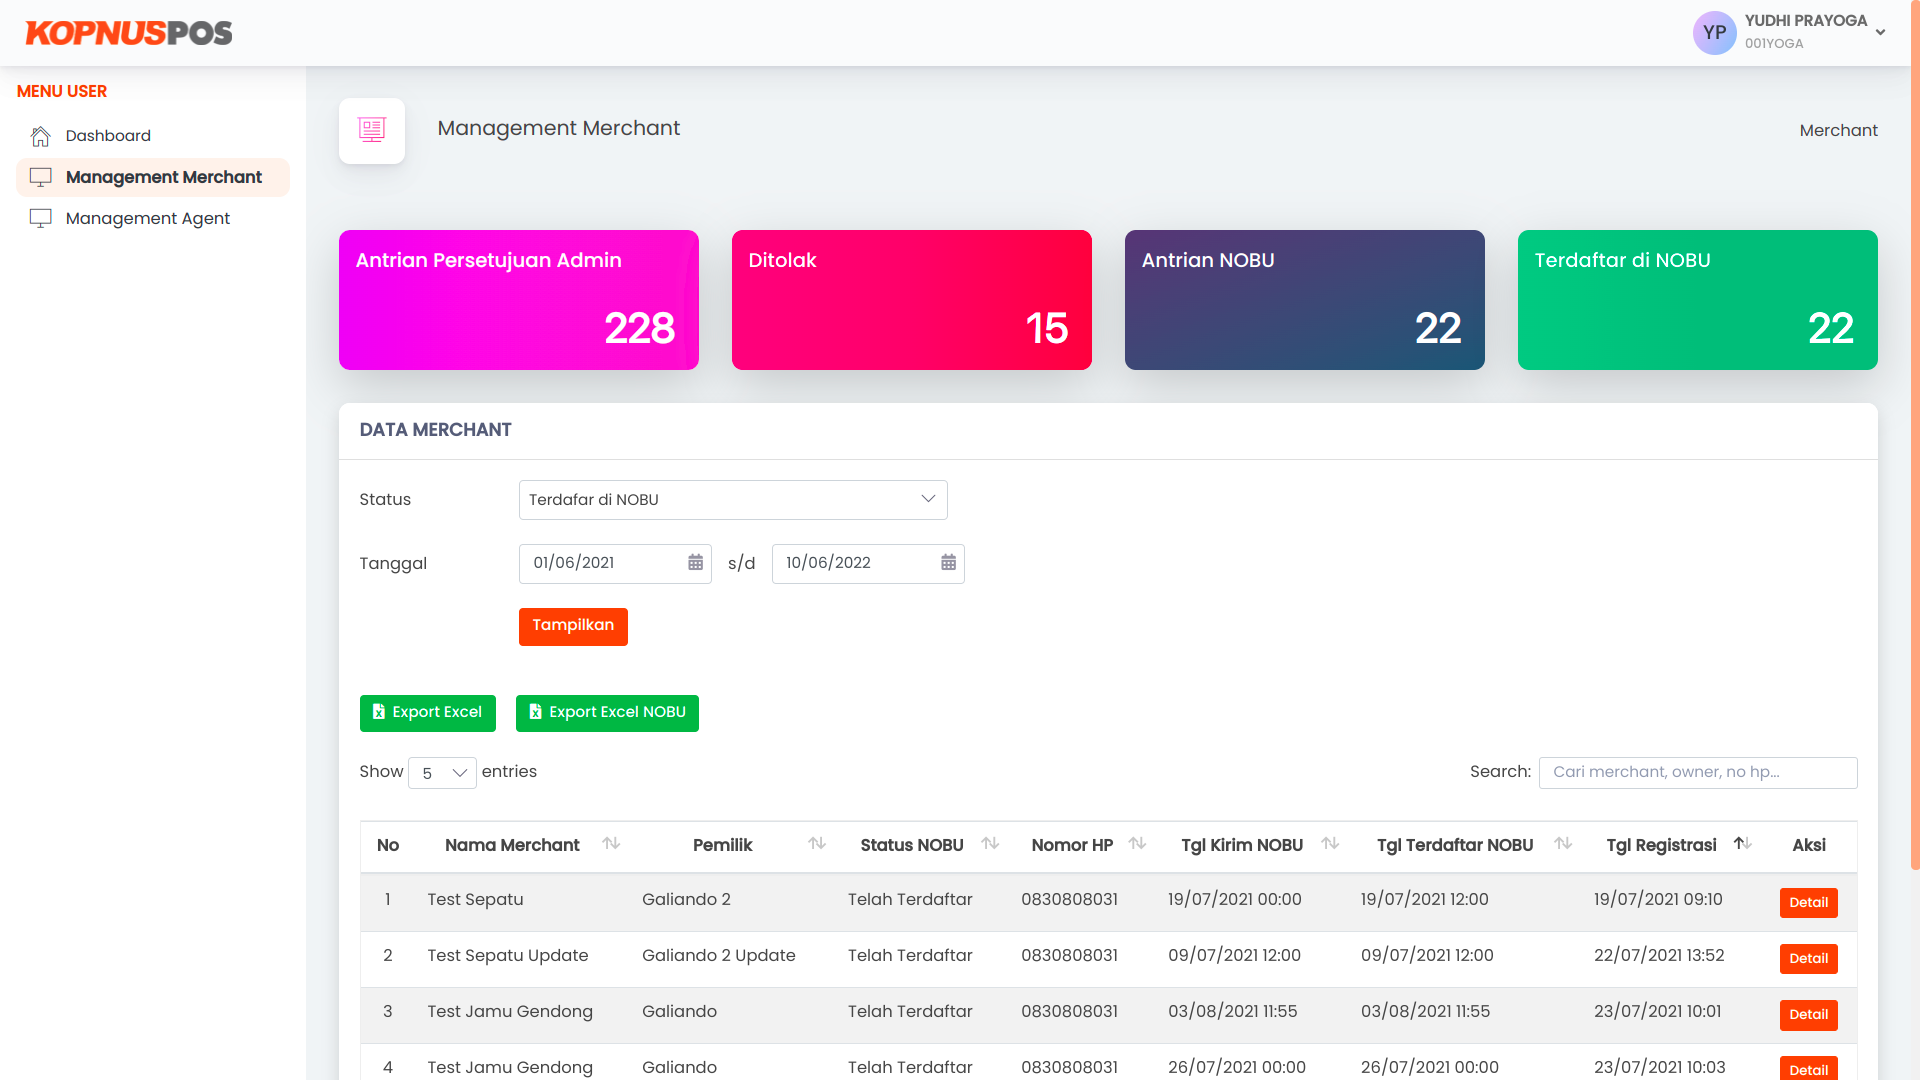 KOPNUSPOS
YP
YUDHI PRAYOGA
001YOGA
MENU USER
Dashboard
Management Merchant
Management Agent
Management Merchant
Merchant
Antrian Persetujuan Admin
228
Ditolak
15
Antrian NOBU
22
Terdaftar di NOBU
22
DATA MERCHANT
Status
Terdafar di NOBU
Tanggal
01/06/2021
s/d
10/06/2022
Tampilkan
Export Excel
Export Excel NOBU
Show 5 entries
Search: Cari merchant, owner, no hp...
No Nama Merchant Pemilik Status NOBU Nomor HP Tgl Kirim NOBU Tgl Terdaftar NOBU Tgl Registrasi Aksi
1 Test Sepatu Galiando 2 Telah Terdaftar 0830808031 19/07/2021 00:00 19/07/2021 12:00 19/07/2021 09:10 Detail
2 Test Sepatu Update Galiando 2 Update Telah Terdaftar 0830808031 09/07/2021 12:00 09/07/2021 12:00 22/07/2021 13:52 Detail
3 Test Jamu Gendong Galiando Telah Terdaftar 0830808031 03/08/2021 11:55 03/08/2021 11:55 23/07/2021 10:01 Detail
4 Test Jamu Gendong Galiando Telah Terdaftar 0830808031 26/07/2021 00:00 26/07/2021 00:00 23/07/2021 10:03 Detail